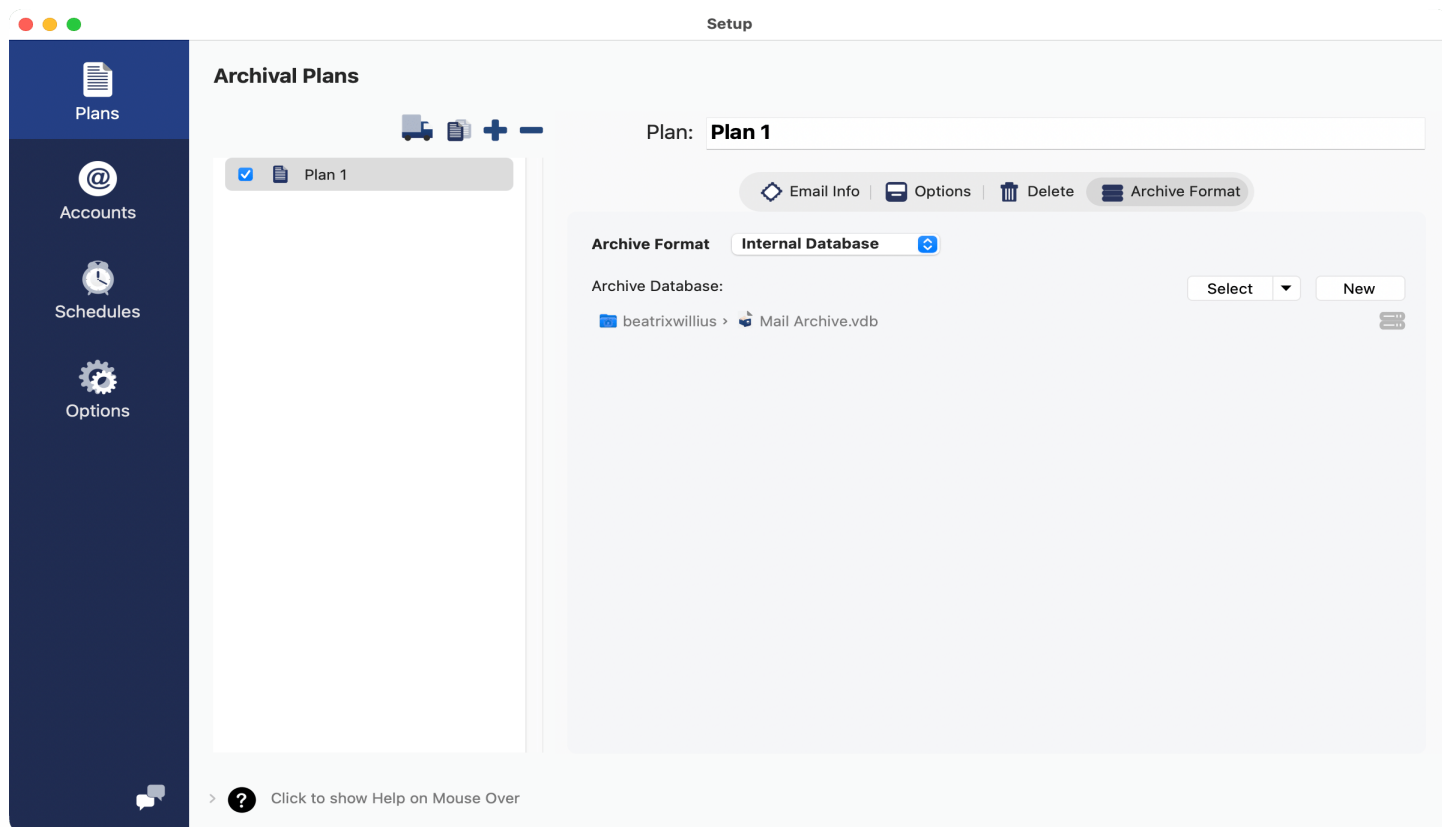 Setup
Plans
Accounts
Schedules
Options
Archival Plans
Plan 1
Plan: Plan 1
Email Info
Options
Delete
Archive Format
Archive Format Internal Database
Archive Database:
Select
New
beatrixwillius › Mail Archive.vdb
? Click to show Help on Mouse Over